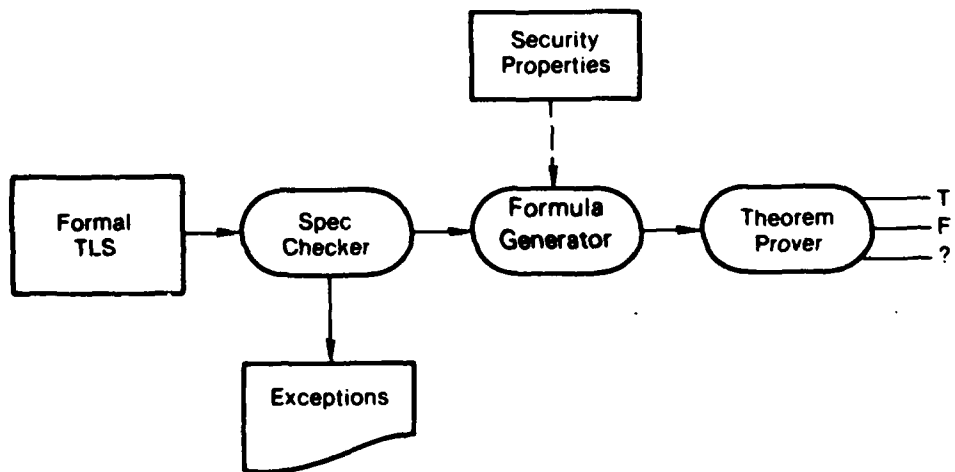 Security
Properties
Formal
TLS
Spec
Checker
Formula
Generator
Theorem
Prover
T
F
?
Exceptions